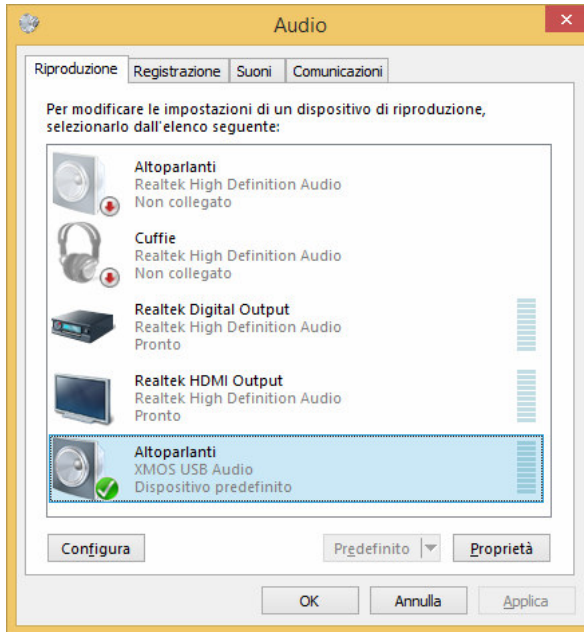 Audio
Riproduzione Registrazione Suoni Comunicazioni
Per modificare le impostazioni di un dispositivo di riproduzione,
selezionarlo dall'elenco seguente:
Altoparlanti
Realtek High Definition Audio
Non collegato
Cuffie
Realtek High Definition Audio
Non collegato
Realtek Digital Output
Realtek High Definition Audio
Pronto
Realtek HDMI Output
Realtek High Definition Audio
Pronto
Altoparlanti
XMOS USB Audio
Dispositivo predefinito
Configura Predefinito Proprietà
OK Annulla Applica